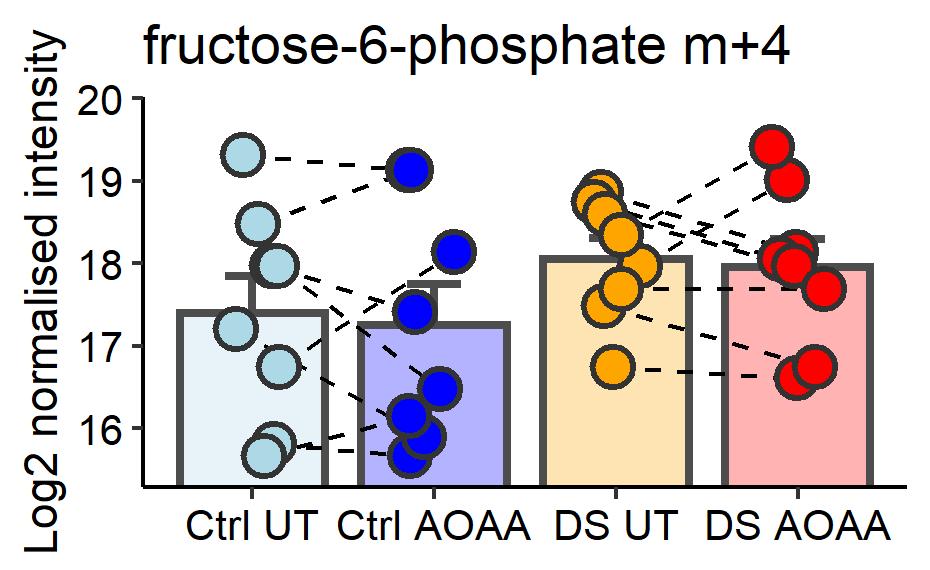 fructose-6-phosphate m+4
Log2 normalised intensity
20
19
18
17
16
Ctrl UT
Ctrl AOAA
DS UT
DS AOAA